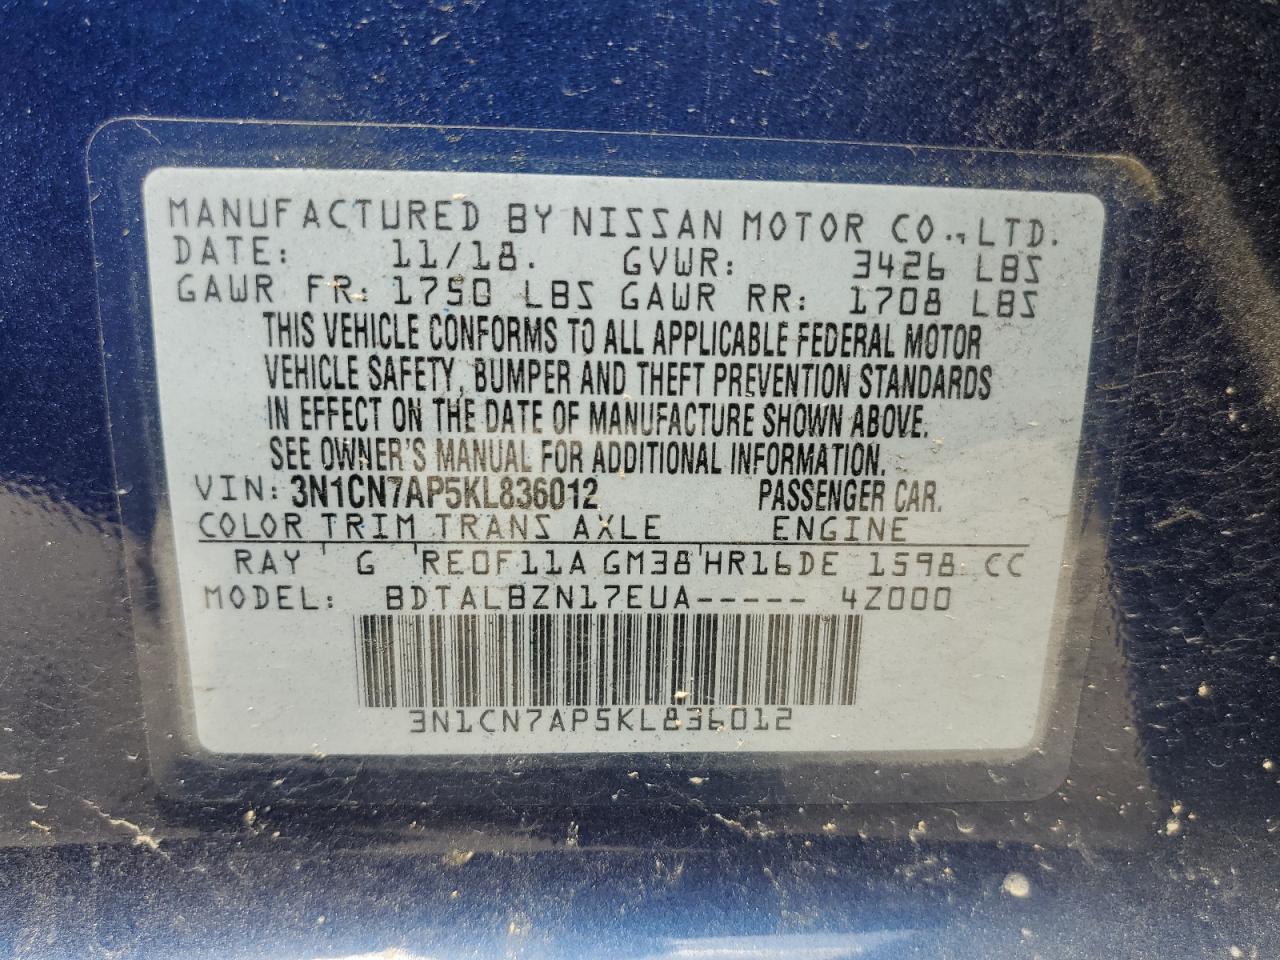 MANUFACTURED BY NISSAN MOTOR CO., LTD.
DATE: 11/18. GVWR: 3426 LBS
GAWR FR: 1750 LBS GAWR RR: 1708 LBS
THIS VEHICLE CONFORMS TO ALL APPLICABLE FEDERAL MOTOR
VEHICLE SAFETY, BUMPER AND THEFT PREVENTION STANDARDS
IN EFFECT ON THE DATE OF MANUFACTURE SHOWN ABOVE.
SEE OWNER'S MANUAL FOR ADDITIONAL INFORMATION.
VIN: 3N1CN7AP5KL836012 PASSENGER CAR.
COLOR TRIM TRANS AXLE ENGINE
RAY ' G 'RE0F11A GM38'HR16DE 1598 CC
MODEL: BDTALBZN17EUA----- 4Z000
3N1CN7AP5KL836012